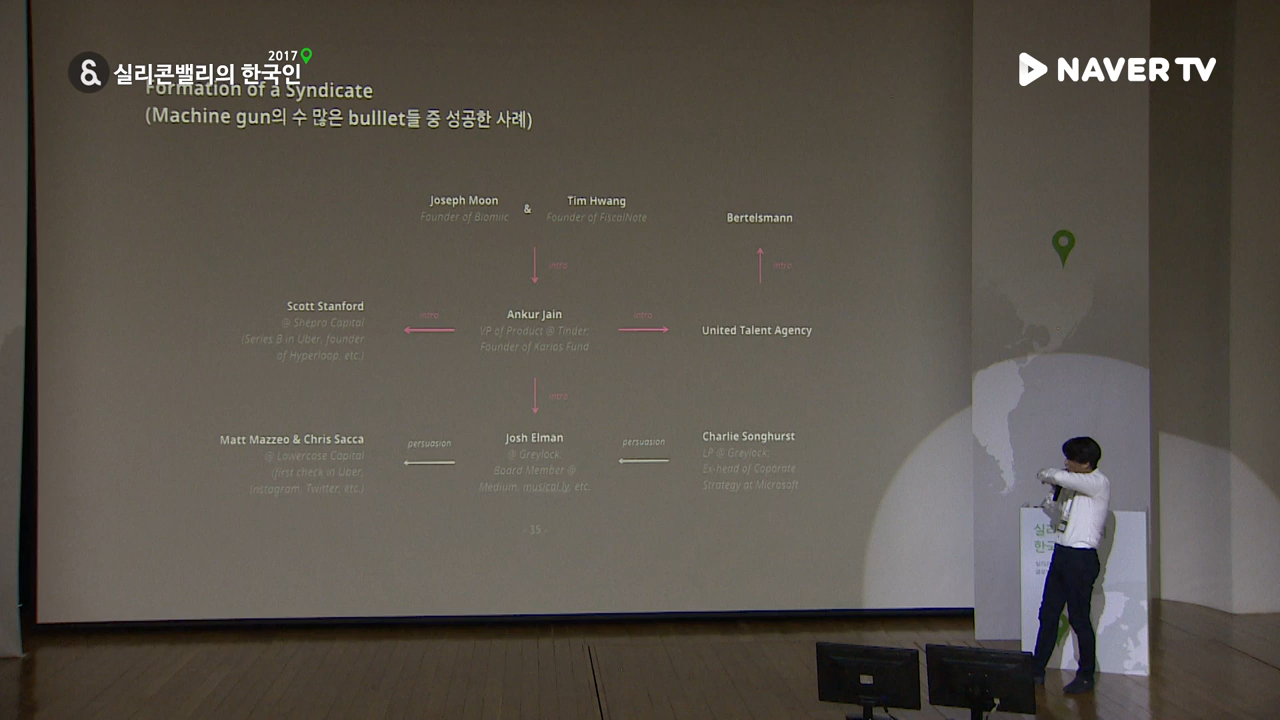 2017
& 실리콘밸리의 한국인
NAVER TV
Formation of a Syndicate
(Machine gun의 수 많은 bulllet들 중 성공한 사례)
Joseph Moon
Founder of Biomiic
&
Tim Hwang
Founder of FiscalNote
Bertelsmann
intro
intro
Scott Stanford
@ Shepra Capital
(Series B in Uber, founder
of Hyperloop, etc.)
intro
Ankur Jain
VP of Product @ Tinder;
Founder of Karios Fund
intro
United Talent Agency
intro
Matt Mazzeo & Chris Sacca
@ Lowercase Capital
(first check in Uber,
Instagram, Twitter, etc.)
persuasion
Josh Elman
@ Greylock;
Board Member @
Medium, musical.ly, etc.
persuasion
Charlie Songhurst
LP @ Greylock;
Ex-head of Coporate
Strategy at Microsoft
- 35 -
실리
한국